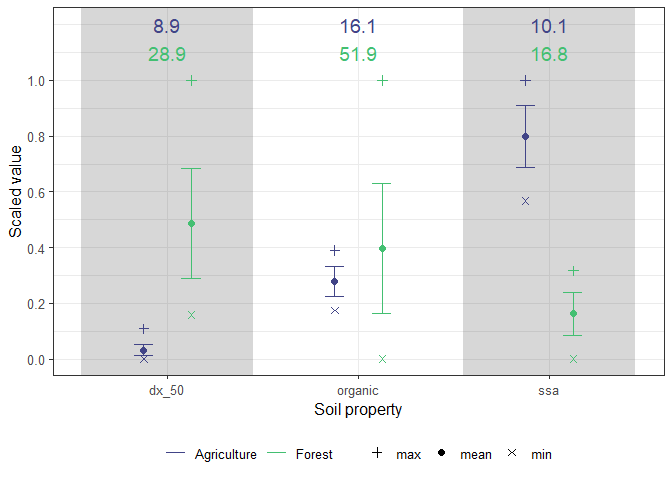 8.9 16.1 10.1
28.9 51.9 16.8
1.0
0.8
0.6
0.4
0.2
0.0
Scaled value
dx_50 organic ssa
Soil property
Agriculture Forest max mean min